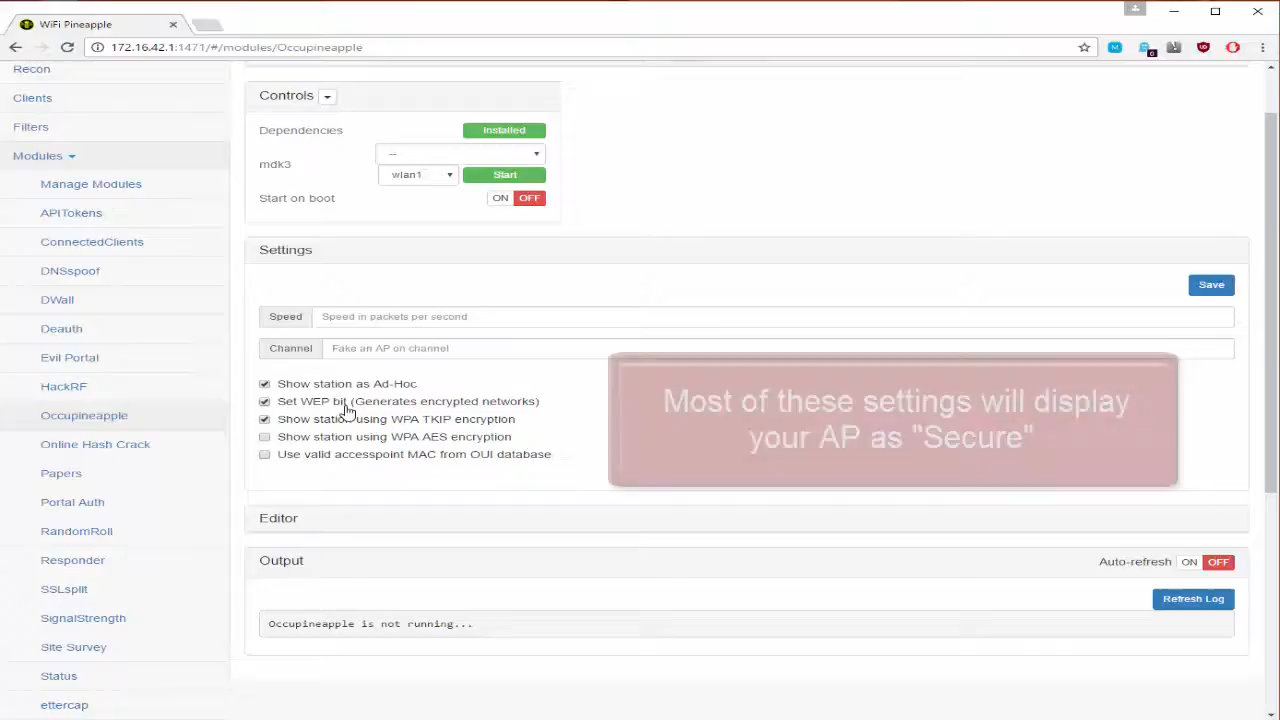 WiFi Pineapple
172.16.42.1:1471/#/modules/Occupineapple
Recon
Clients
Filters
Modules
Manage Modules
APITokens
ConnectedClients
DNSspoof
DWall
Deauth
Evil Portal
HackRF
Occupineapple
Online Hash Crack
Papers
Portal Auth
RandomRoll
Responder
SSLsplit
SignalStrength
Site Survey
Status
ettercap
Controls
Dependencies Installed
mdk3 --
wlan1 Start
Start on boot ON OFF
Settings
Save
Speed Speed in packets per second
Channel Fake an AP on channel
Show station as Ad-Hoc
Set WEP bit (Generates encrypted networks)
Show station using WPA TKIP encryption
Show station using WPA AES encryption
Use valid accesspoint MAC from OUI database
Most of these settings will display
your AP as "Secure"
Editor
Output Auto-refresh ON OFF
Refresh Log
Occupineapple is not running...